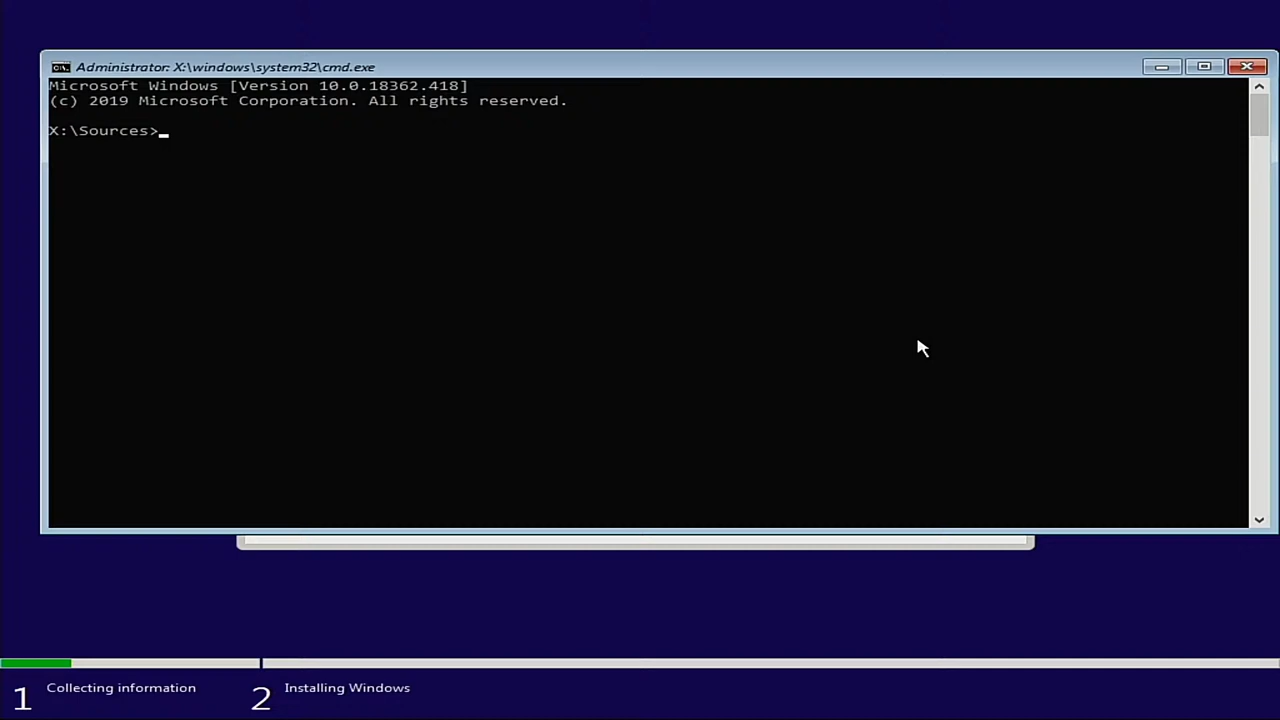 Administrator: X:\windows\system32\cmd.exe
Microsoft Windows [Version 10.0.18362.418]
(c) 2019 Microsoft Corporation. All rights reserved.
X:\Sources>_
1 Collecting information
2 Installing Windows